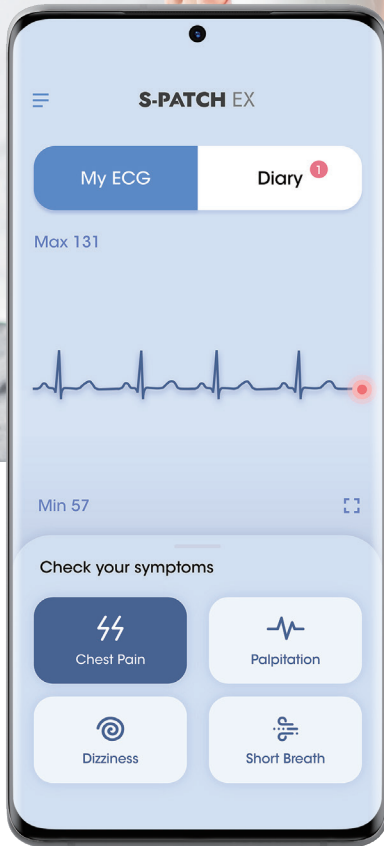 S-PATCH EX
My ECG
Diary 1
Max 131
Min 57
Check your symptoms
Chest Pain
Palpitation
Dizziness
Short Breath